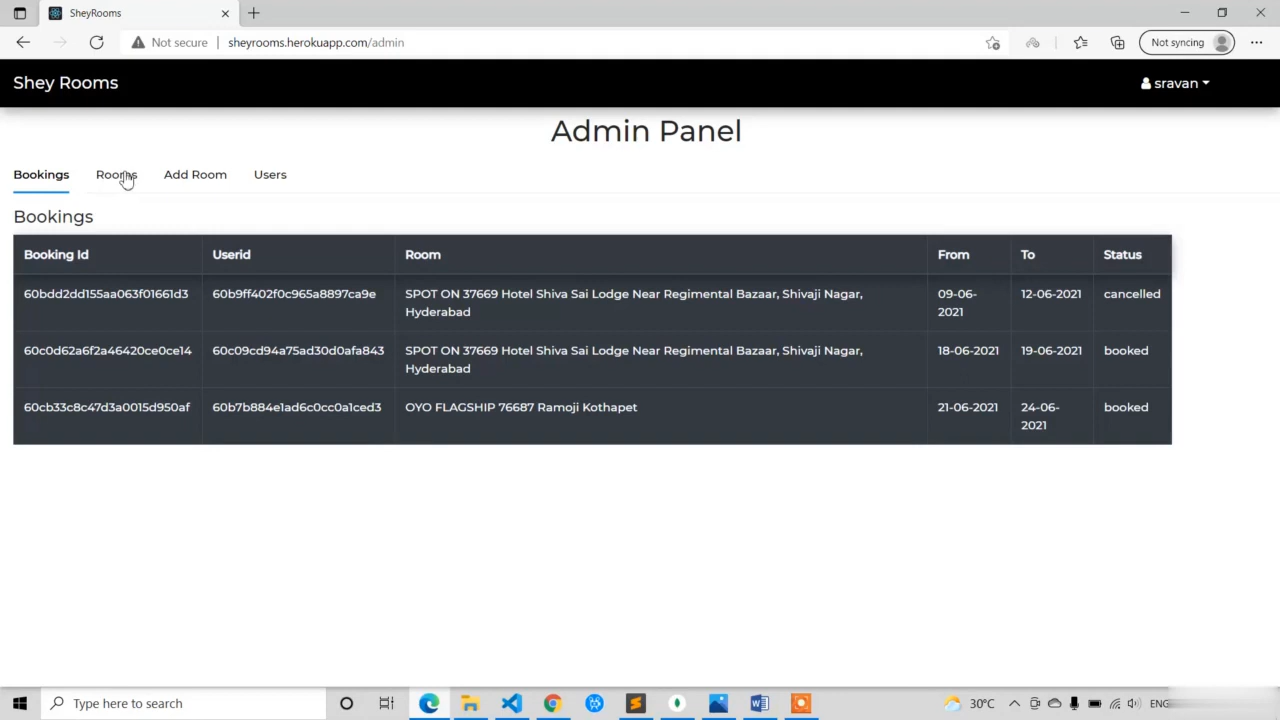 SheyRooms
Not secure
sheyrooms.herokuapp.com/admin
Not syncing
Shey Rooms
sravan
Admin Panel
Bookings Rooms Add Room Users
Bookings
Booking Id Userid Room From To Status
60bdd2dd155aa063f01661d3 60b9ff402f0c965a8897ca9e SPOT ON 37669 Hotel Shiva Sai Lodge Near Regimental Bazaar, Shivaji Nagar, 09-06- 12-06-2021 cancelled
Hyderabad 2021
60c0d62a6f2a46420ce0ce14 60c09cd94a75ad30d0afa843 SPOT ON 37669 Hotel Shiva Sai Lodge Near Regimental Bazaar, Shivaji Nagar, 18-06-2021 19-06-2021 booked
Hyderabad
60cb33c8c47d3a0015d950af 60b7b884e1ad6c0cc0a1ced3 OYO FLAGSHIP 76687 Ramoji Kothapet 21-06-2021 24-06- booked
2021
Type here to search
30°C
ENG